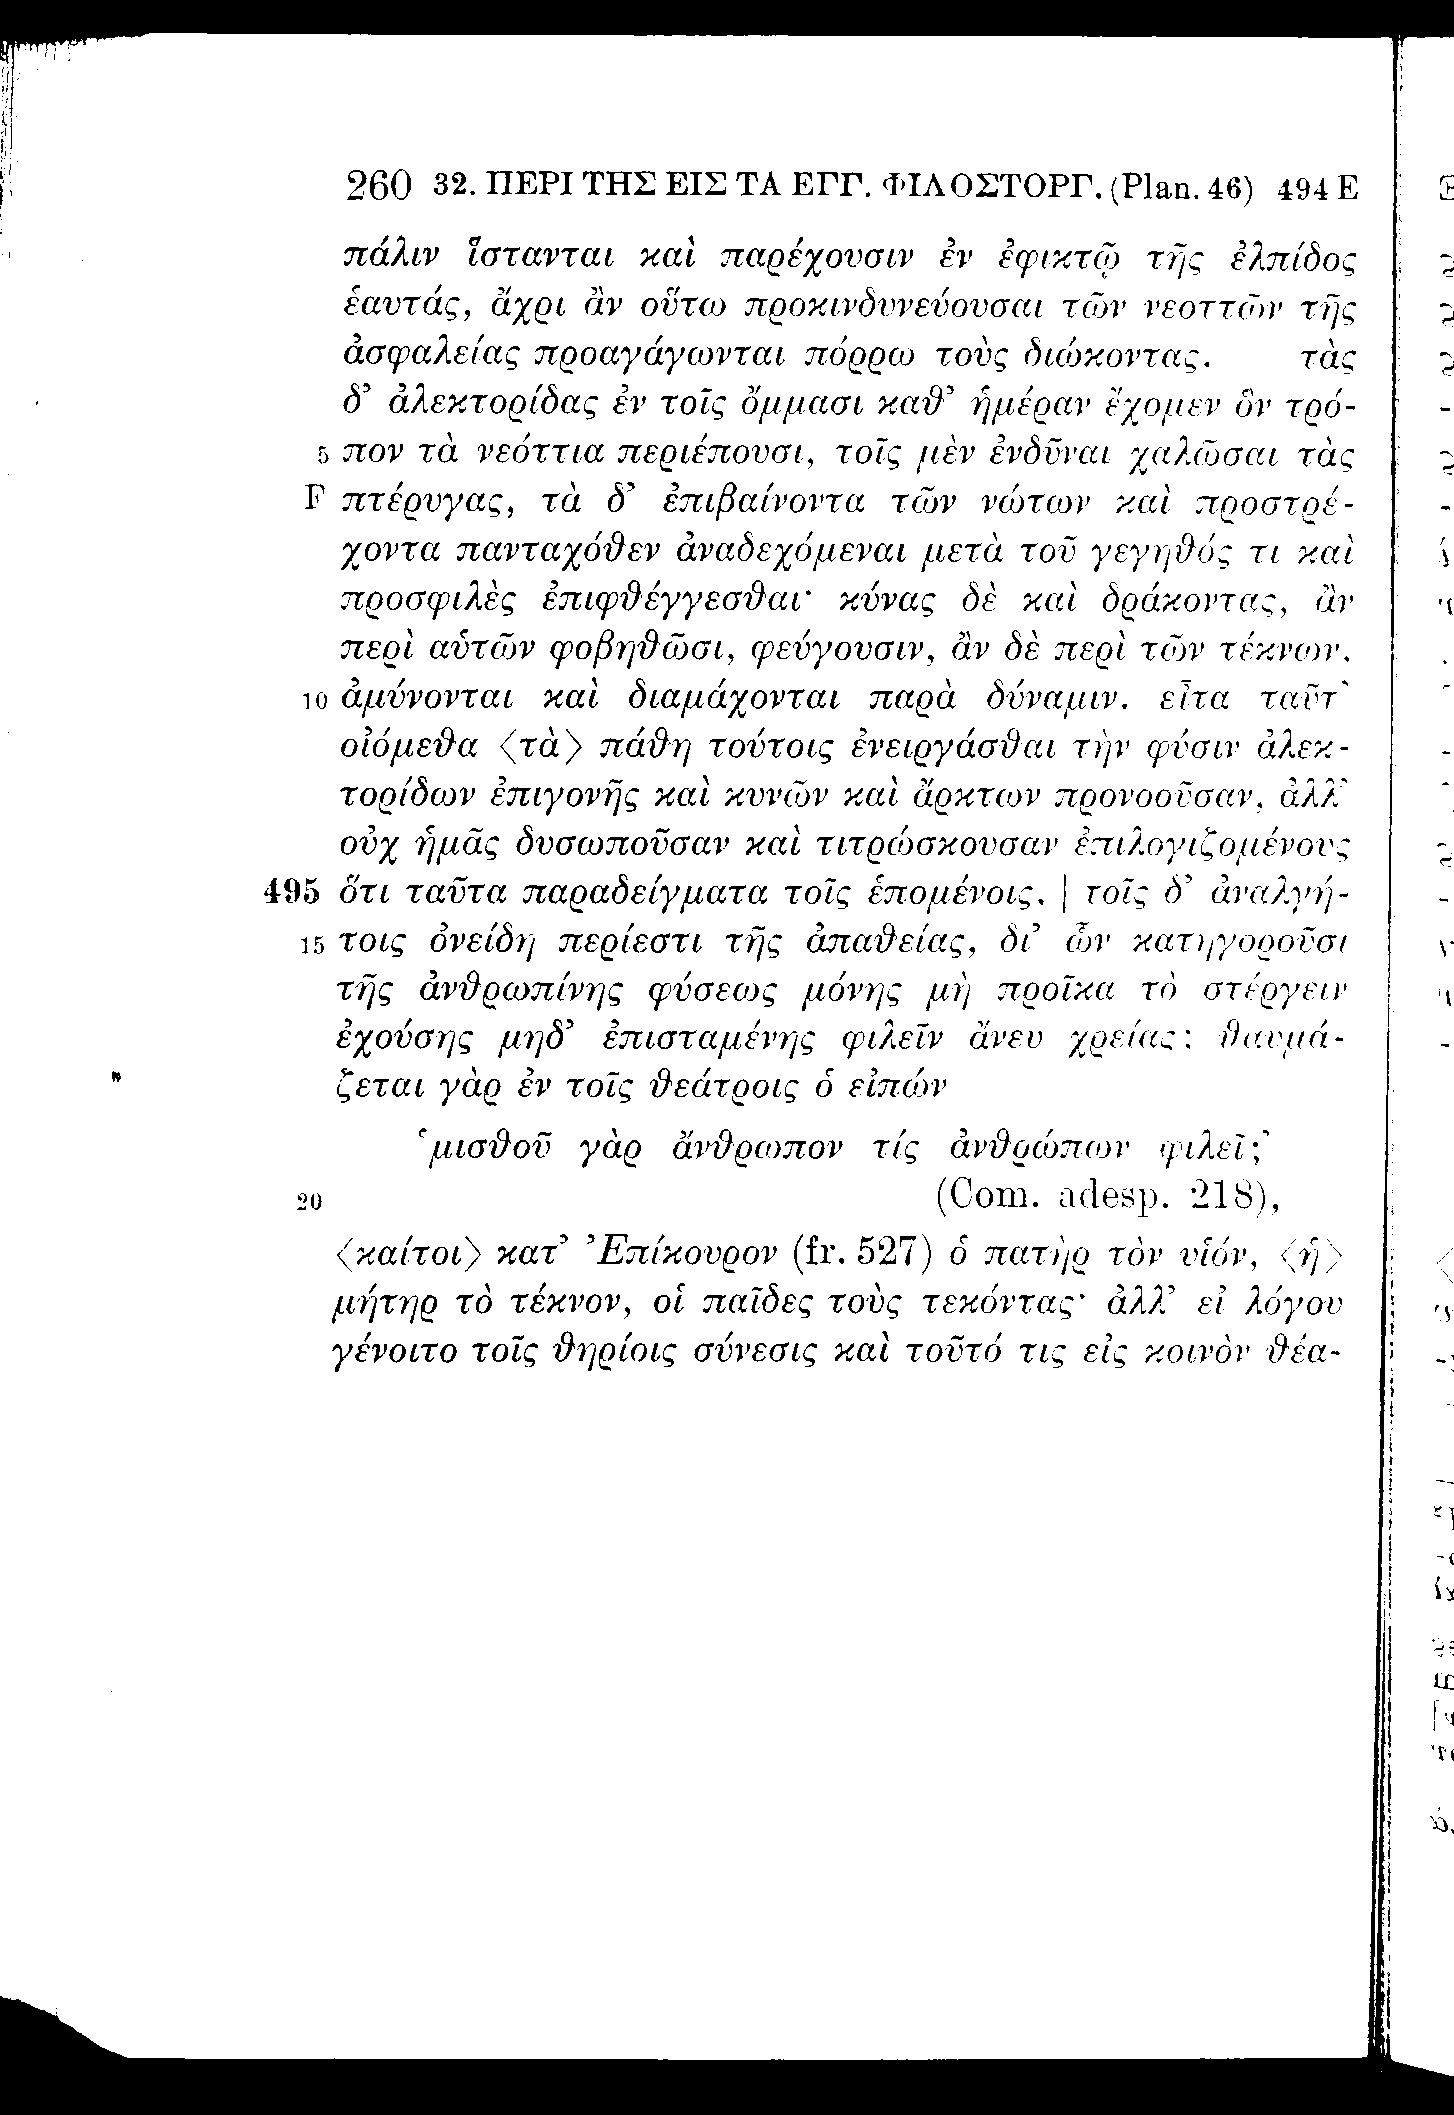 260 32. ΠΕΡΙ ΤΗΣ ΕΙΣ ΤΑ ΕΓΓ. ΦΙΛΟΣΤΟΡΓ. (Plan. 46) 494 E
πάλιν ἵστανται καὶ παρέχουσιν ἐν ἐφικτῷ τῆς ἐλπίδος
ἑαυτάς, ἄχρι ἂν οὕτω προκινδυνεύουσαι τῶν νεοττῶν τῆς
ἀσφαλείας προαγάγωνται πόρρω τοὺς διώκοντας. τὰς
δ’ ἀλεκτορίδας ἐν τοῖς ὄμμασι καθ’ ἡμέραν ἔχομεν ὃν τρό-
5 πον τὰ νεόττια περιέπουσι, τοῖς μὲν ἐνδῦναι χαλῶσαι τὰς
F πτέρυγας, τὰ δ’ ἐπιβαίνοντα τῶν νώτων καὶ προστρέ-
χοντα πανταχόθεν ἀναδεχόμεναι μετὰ τοῦ γεγηθός τι καὶ
προσφιλὲς ἐπιφθέγγεσθαι· κύνας δὲ καὶ δράκοντας, ἂν
περὶ αὑτῶν φοβηθῶσι, φεύγουσιν, ἂν δὲ περὶ τῶν τέκνων,
10 ἀμύνονται καὶ διαμάχονται παρὰ δύναμιν. εἶτα ταῦτ’
οἰόμεθα ⟨τὰ⟩ πάθη τούτοις ἐνειργάσθαι τὴν φύσιν ἀλεκ-
τορίδων ἐπιγονῆς καὶ κυνῶν καὶ ἄρκτων προνοοῦσαν, ἀλλ’
οὐχ ἡμᾶς δυσωποῦσαν καὶ τιτρώσκουσαν ἐπιλογιζομένους
495 ὅτι ταῦτα παραδείγματα τοῖς ἑπομένοις, | τοῖς δ’ ἀναλγή-
15 τοις ὀνείδη περίεστι τῆς ἀπαθείας, δι’ ὧν κατηγοροῦσι
τῆς ἀνθρωπίνης φύσεως μόνης μὴ προῖκα τὸ στέργειν
ἐχούσης μηδ’ ἐπισταμένης φιλεῖν ἄνευ χρείας; θαυμά-
ζεται γὰρ ἐν τοῖς θεάτροις ὁ εἰπών
‘μισθοῦ γὰρ ἄνθρωπον τίς ἀνθρώπων φιλεῖ;’
20 (Com. adesp. 218),
⟨καίτοι⟩ κατ’ Ἐπίκουρον (fr. 527) ὁ πατὴρ τὸν υἱόν, ⟨ἡ⟩
μήτηρ τὸ τέκνον, οἱ παῖδες τοὺς τεκόντας· ἀλλ’ εἰ λόγου
γένοιτο τοῖς θηρίοις σύνεσις καὶ τοῦτό τις εἰς κοινὸν θέα-